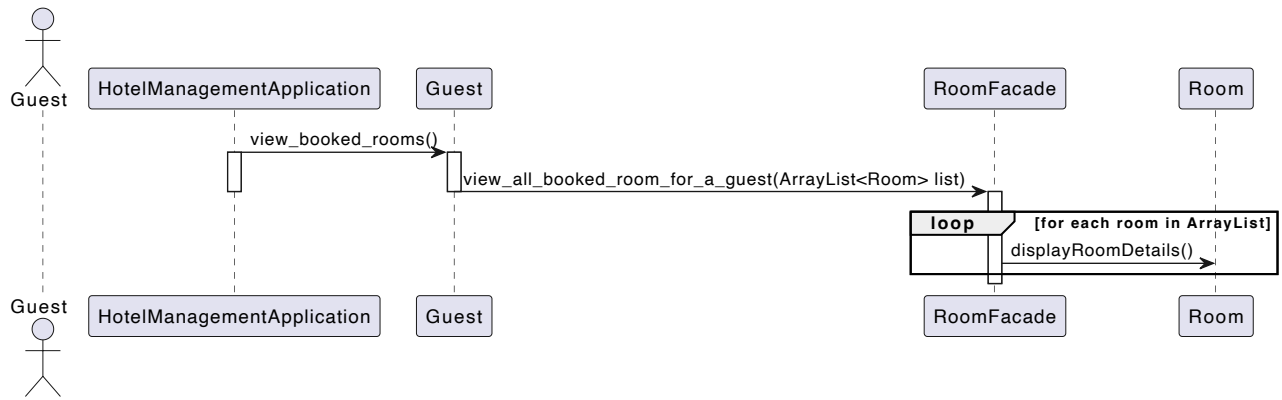 Guest
HotelManagementApplication
Guest
RoomFacade
Room
view_booked_rooms()
view_all_booked_room_for_a_guest(ArrayList<Room> list)
loop
[for each room in ArrayList]
displayRoomDetails()
Guest
HotelManagementApplication
Guest
RoomFacade
Room